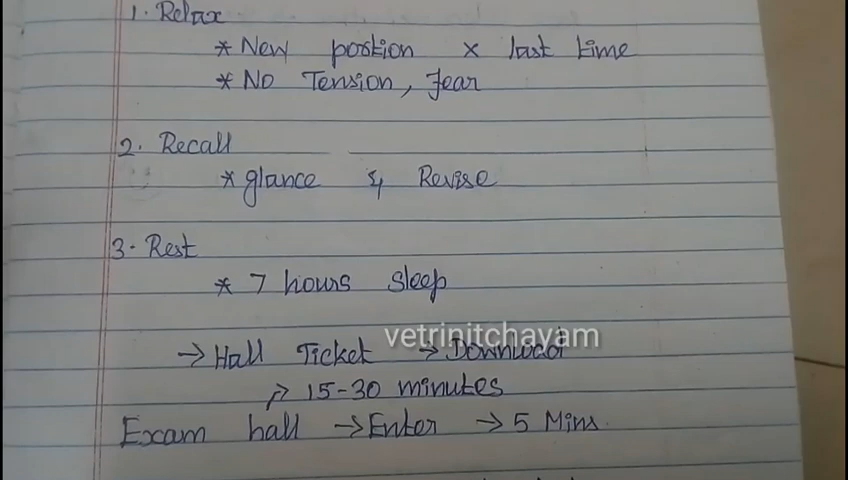 1. Relax
* New portion x last time
* No Tension, Fear
2. Recall
* glance & Revise
3. Rest
* 7 hours sleep
vetrinitchayam
→ Hall Ticket → Download
→ 15-30 minutes
Exam hall → Enter → 5 Mins.